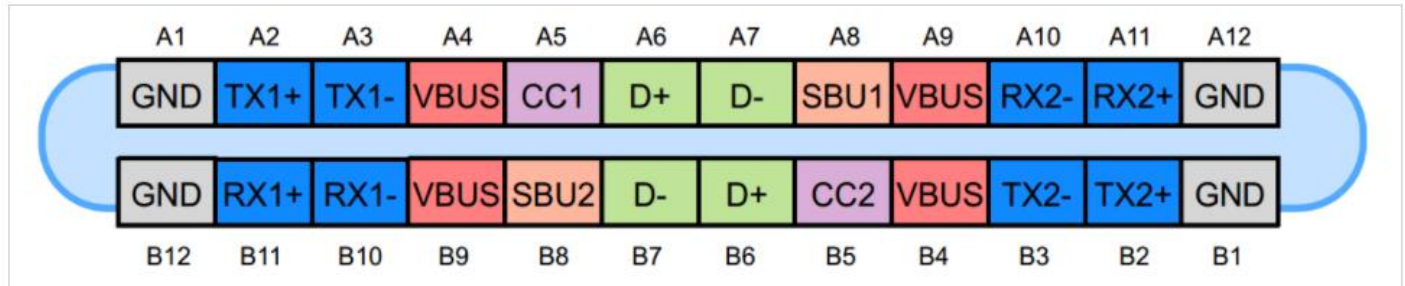 A1 A2 A3 A4 A5 A6 A7 A8 A9 A10 A11 A12
GND TX1+ TX1- VBUS CC1 D+ D- SBU1 VBUS RX2- RX2+ GND
GND RX1+ RX1- VBUS SBU2 D- D+ CC2 VBUS TX2- TX2+ GND
B12 B11 B10 B9 B8 B7 B6 B5 B4 B3 B2 B1